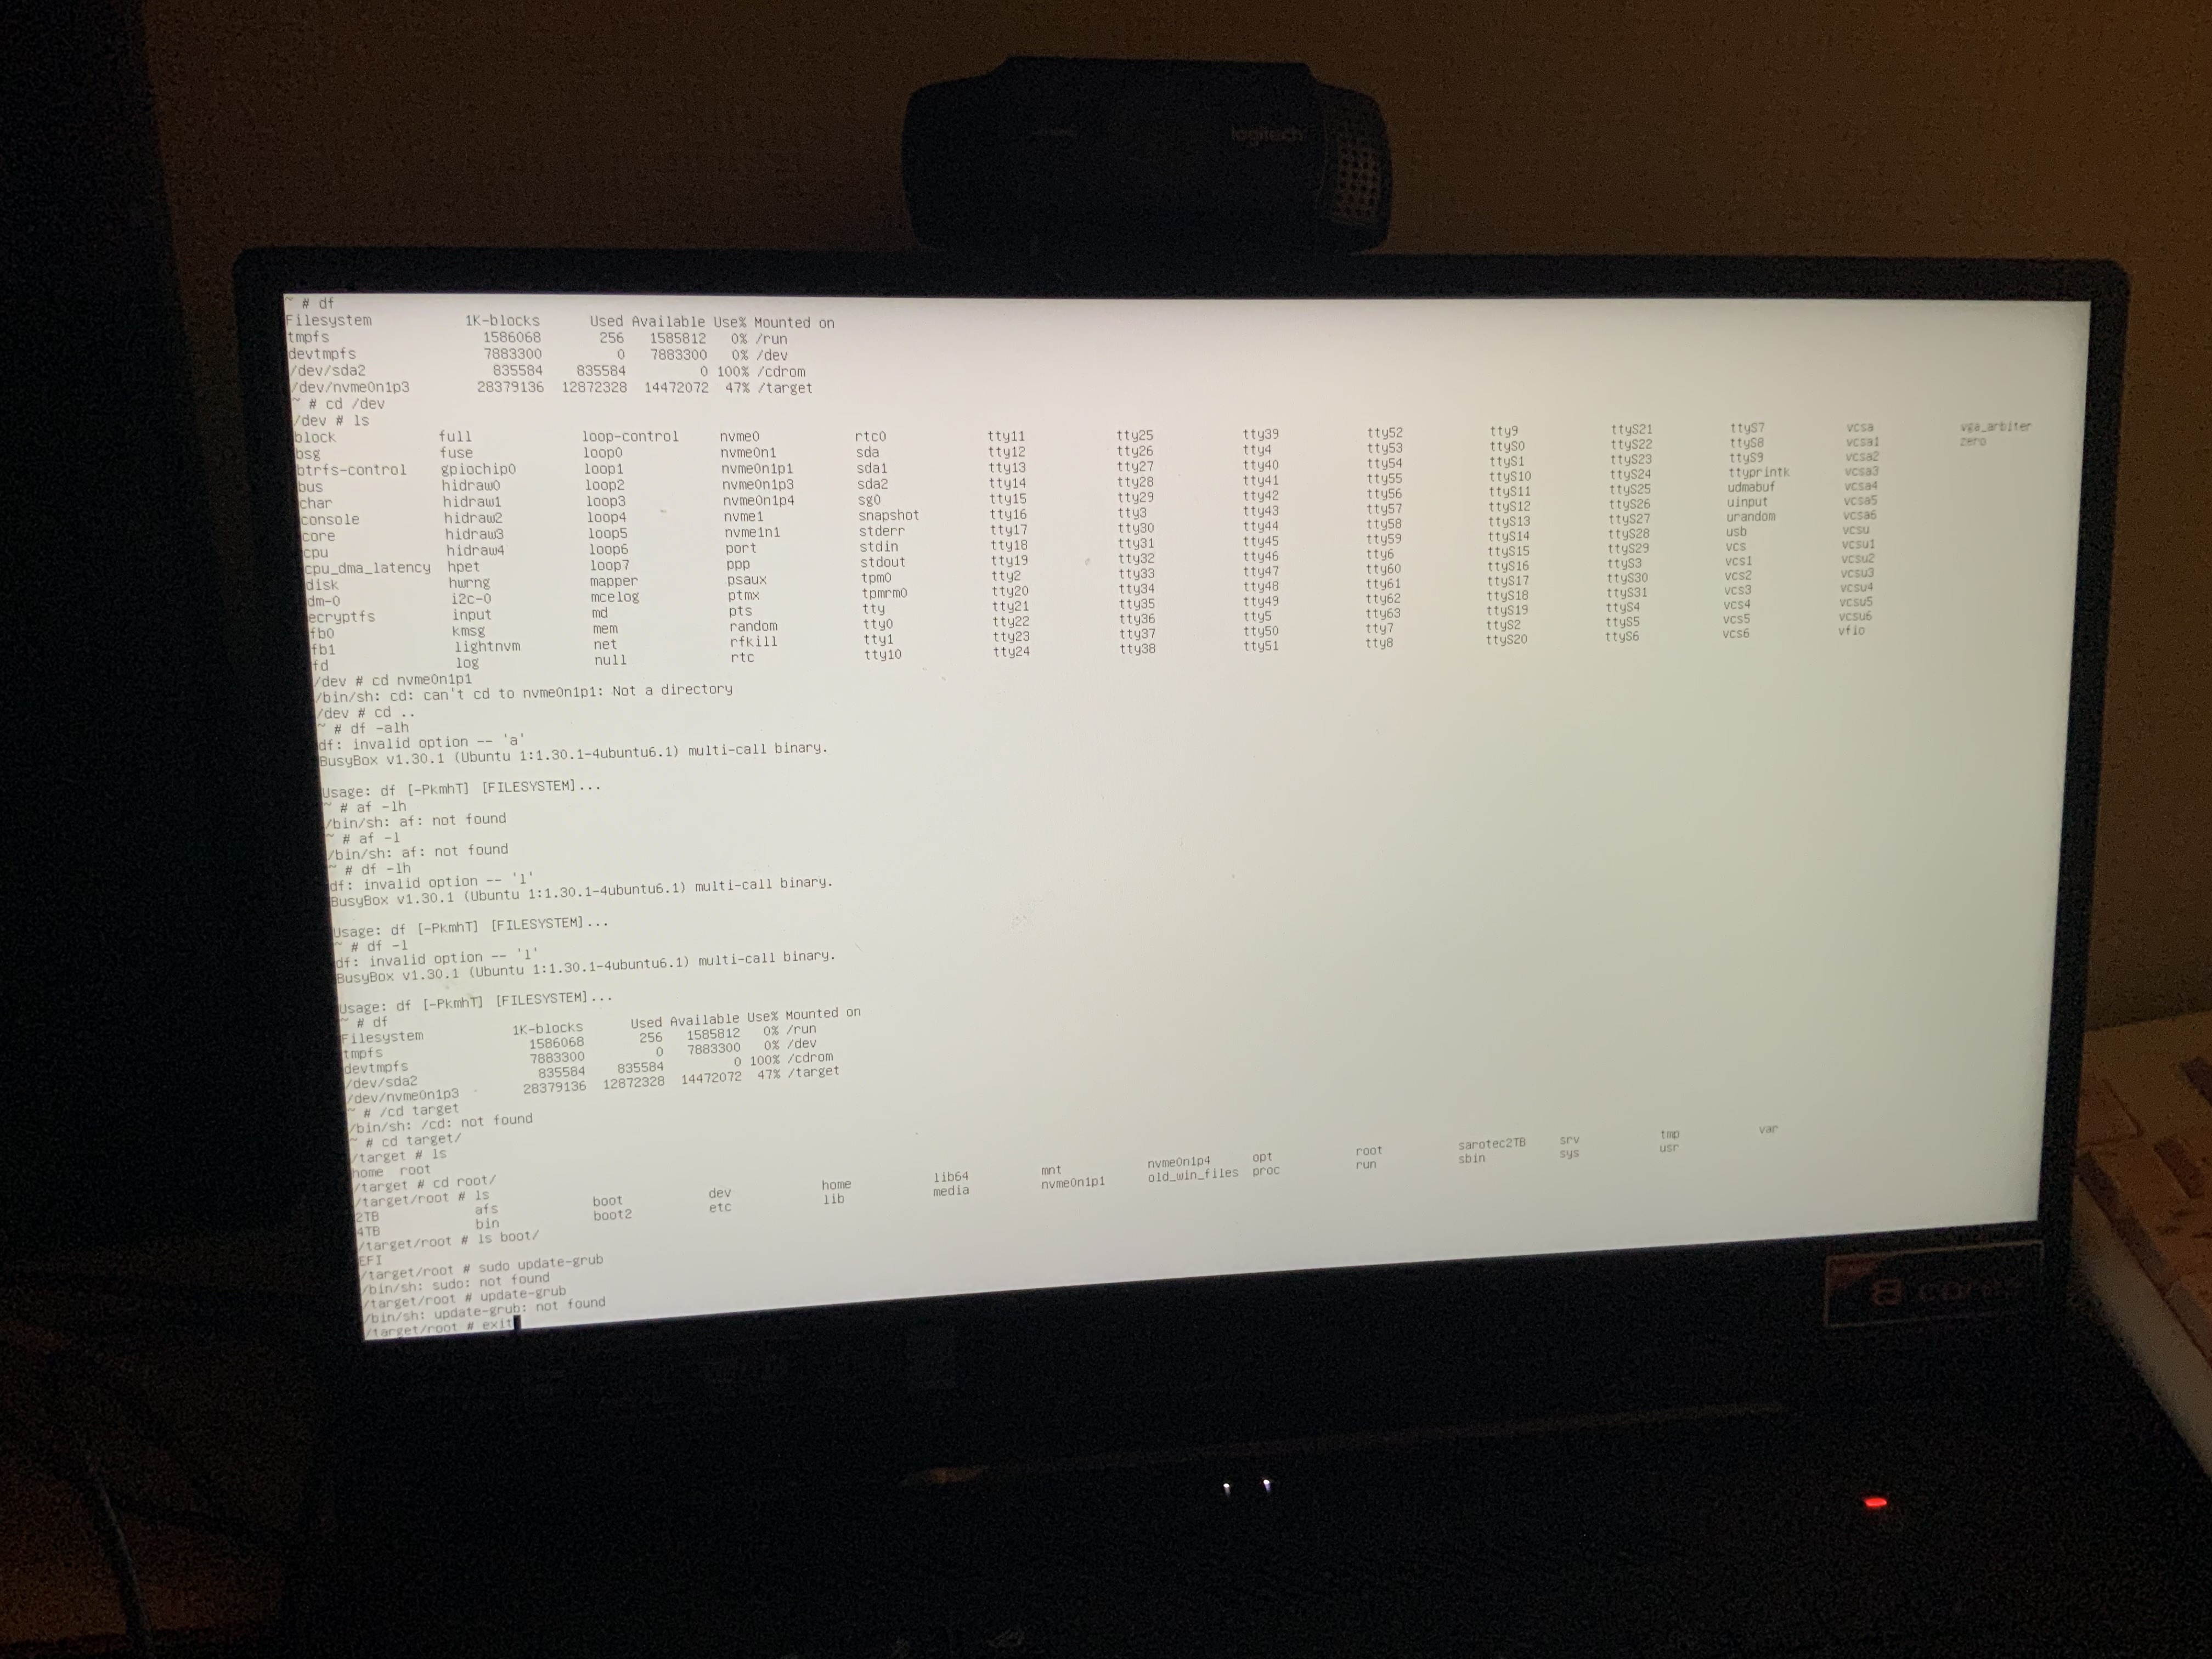 logitech
~ # df
Filesystem 1K-blocks Used Available Use% Mounted on
tmpfs 1586068 256 1585812 0% /run
devtmpfs 7883300 0 7883300 0% /dev
/dev/sda2 835584 835584 0 100% /cdrom
/dev/nvme0n1p3 28379136 12872328 14472072 47% /target
~ # cd /dev
/dev # ls
block full loop-control nvme0 rtc0 tty11 tty25 tty39 tty52 tty9 ttyS21 ttyS7 vcsa vga_arbiter
bsg fuse loop0 nvme0n1 sda tty12 tty26 tty4 tty53 ttyS0 ttyS22 ttyS8 vcsa1 zero
btrfs-control gpiochip0 loop1 nvme0n1p1 sda1 tty13 tty27 tty40 tty54 ttyS1 ttyS23 ttyS9 vcsa2
bus hidraw0 loop2 nvme0n1p3 sda2 tty14 tty28 tty41 tty55 ttyS10 ttyS24 ttyprintk vcsa3
char hidraw1 loop3 nvme0n1p4 sg0 tty15 tty29 tty42 tty56 ttyS11 ttyS25 udmabuf vcsa4
console hidraw2 loop4 nvme1 snapshot tty16 tty3 tty43 tty57 ttyS12 ttyS26 uinput vcsa5
core hidraw3 loop5 nvme1n1 stderr tty17 tty30 tty44 tty58 ttyS13 ttyS27 urandom vcsa6
cpu hidraw4 loop6 port stdin tty18 tty31 tty45 tty59 ttyS14 ttyS28 usb vcsu
cpu_dma_latency hpet loop7 ppp stdout tty19 tty32 tty46 tty6 ttyS15 ttyS29 vcs vcsu1
disk hwrng mapper psaux tpm0 tty2 tty33 tty47 tty60 ttyS16 ttyS3 vcs1 vcsu2
dm-0 i2c-0 mcelog ptmx tpmrm0 tty20 tty34 tty48 tty61 ttyS17 ttyS30 vcs2 vcsu3
ecryptfs input md pts tty tty21 tty35 tty49 tty62 ttyS18 ttyS31 vcs3 vcsu4
fb0 kmsg mem random tty0 tty22 tty36 tty5 tty63 ttyS19 ttyS4 vcs4 vcsu5
fb1 lightnvm net rfkill tty1 tty23 tty37 tty50 tty7 ttyS2 ttyS5 vcs5 vcsu6
fd log null rtc tty10 tty24 tty38 tty51 tty8 ttyS20 ttyS6 vcs6 vfio
/dev # cd nvme0n1p1
/bin/sh: cd: can't cd to nvme0n1p1: Not a directory
/dev # cd ..
~ # df -alh
df: invalid option -- 'a'
BusyBox v1.30.1 (Ubuntu 1:1.30.1-4ubuntu6.1) multi-call binary.
Usage: df [-PkmhT] [FILESYSTEM]...
~ # af -lh
/bin/sh: af: not found
~ # af -l
/bin/sh: af: not found
~ # df -lh
df: invalid option -- 'l'
BusyBox v1.30.1 (Ubuntu 1:1.30.1-4ubuntu6.1) multi-call binary.
Usage: df [-PkmhT] [FILESYSTEM]...
~ # df -l
df: invalid option -- 'l'
BusyBox v1.30.1 (Ubuntu 1:1.30.1-4ubuntu6.1) multi-call binary.
Usage: df [-PkmhT] [FILESYSTEM]...
~ # df
Filesystem 1K-blocks Used Available Use% Mounted on
tmpfs 1586068 256 1585812 0% /run
devtmpfs 7883300 0 7883300 0% /dev
/dev/sda2 835584 835584 0 100% /cdrom
/dev/nvme0n1p3 28379136 12872328 14472072 47% /target
~ # /cd target
/bin/sh: /cd: not found
~ # cd target/
/target # ls
home root
/target # cd root/
/target/root # ls
2TB afs boot dev home lib64 mnt nvme0n1p4 opt root sarotec2TB srv tmp var
4TB bin boot2 etc lib media nvme0n1p1 old_win_files proc run sbin sys usr
/target/root # ls boot/
EFI
/target/root # sudo update-grub
/bin/sh: sudo: not found
/target/root # update-grub
/bin/sh: update-grub: not found
/target/root # exit